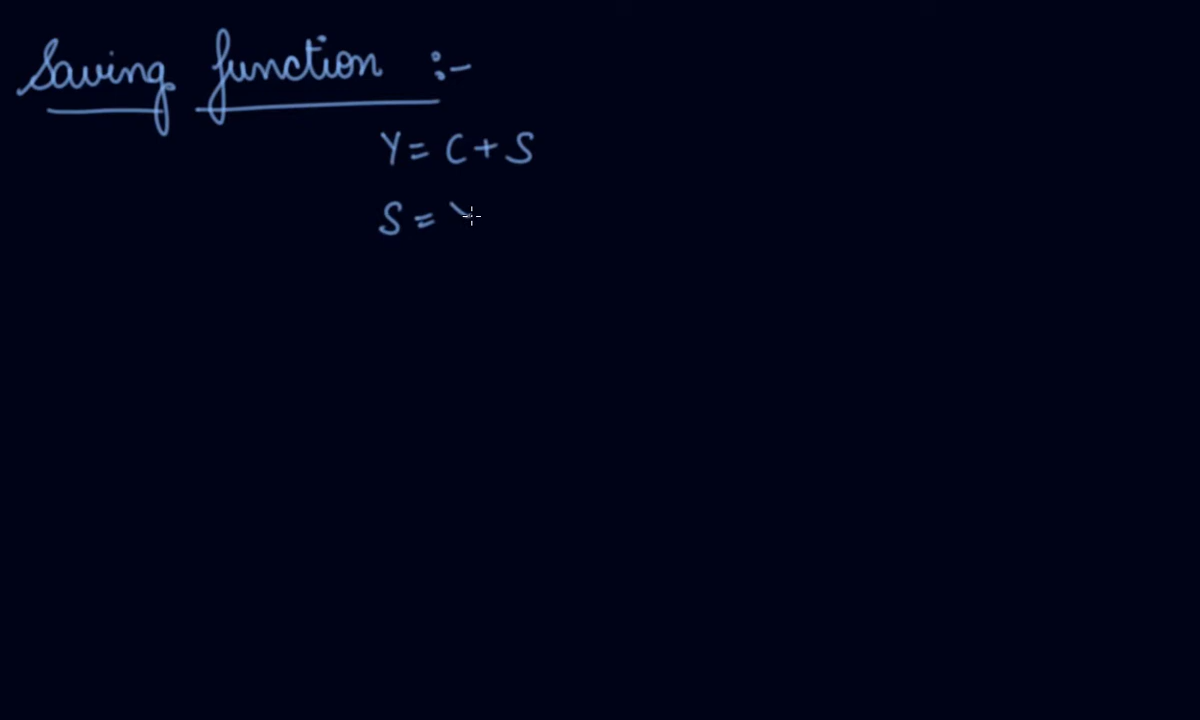 Saving function :-
Y = C + S
S =